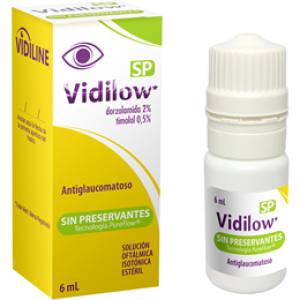 VIDILINE
SP
Vidilow
dorzolamida 2%
timolol 0,5%
Antiglaucomatoso
SIN PRESERVANTES
Tecnología PureFlow®
SOLUCIÓN
OFTÁLMICA
ISOTÓNICA
ESTÉRIL
6 mL
6 mL
SP
Vidilow
SIN PRESERVANTES
Tecnología PureFlow®
Antiglaucomatoso